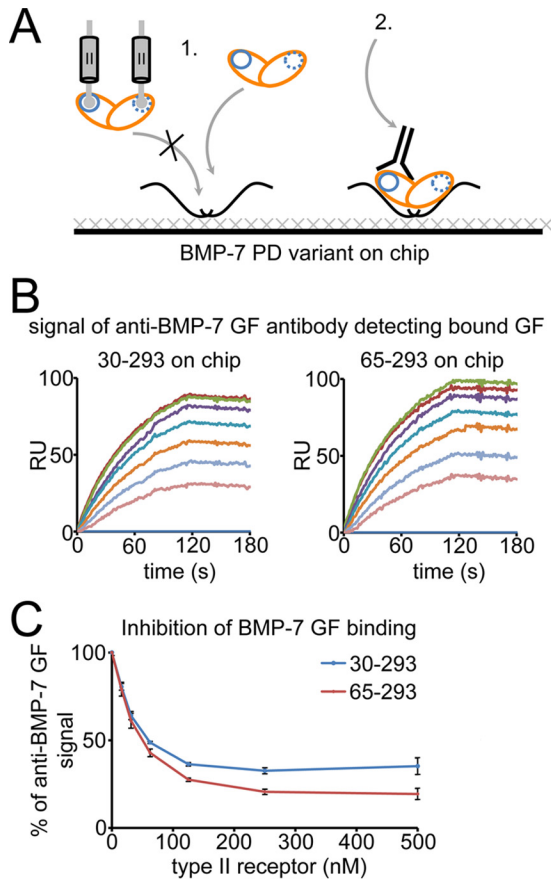 A
II
II
1.
2.
BMP-7 PD variant on chip
B
signal of anti-BMP-7 GF antibody detecting bound GF
30-293 on chip
100
50
0
RU
0 60 120 180
time (s)
65-293 on chip
100
50
0
RU
0 60 120 180
time (s)
C
Inhibition of BMP-7 GF binding
30-293
65-293
100
50
0
% of anti-BMP-7 GF
signal
0 100 200 300 400 500
type II receptor (nM)